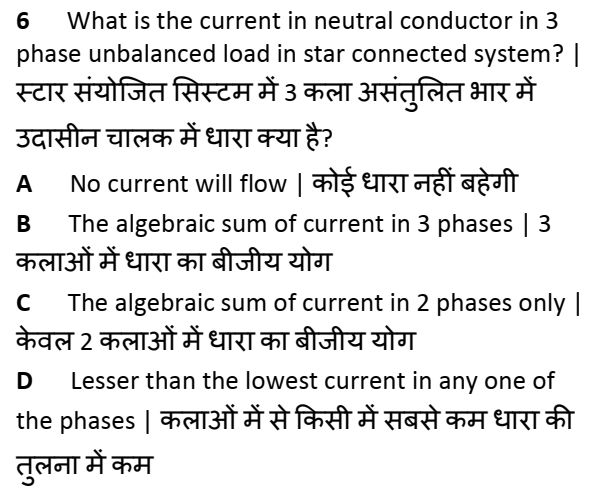 6 What is the current in neutral conductor in 3
phase unbalanced load in star connected system? |
स्टार संयोजित सिस्टम में 3 कला असंतुलित भार में
उदासीन चालक में धारा क्या है?
A No current will flow | कोई धारा नहीं बहेगी
B The algebraic sum of current in 3 phases | 3
कलाओं में धारा का बीजीय योग
C The algebraic sum of current in 2 phases only |
केवल 2 कलाओं में धारा का बीजीय योग
D Lesser than the lowest current in any one of
the phases | कलाओं में से किसी में सबसे कम धारा की
तुलना में कम